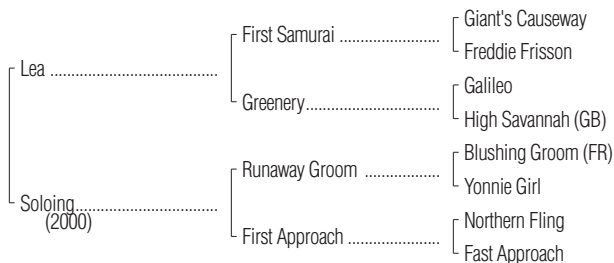 Giant's Causeway
First Samurai
Freddie Frisson
Lea
Galileo
Greenery
High Savannah (GB)
Blushing Groom (FR)
Runaway Groom
Yonnie Girl
Soloing
(2000)
Northern Fling
First Approach
Fast Approach